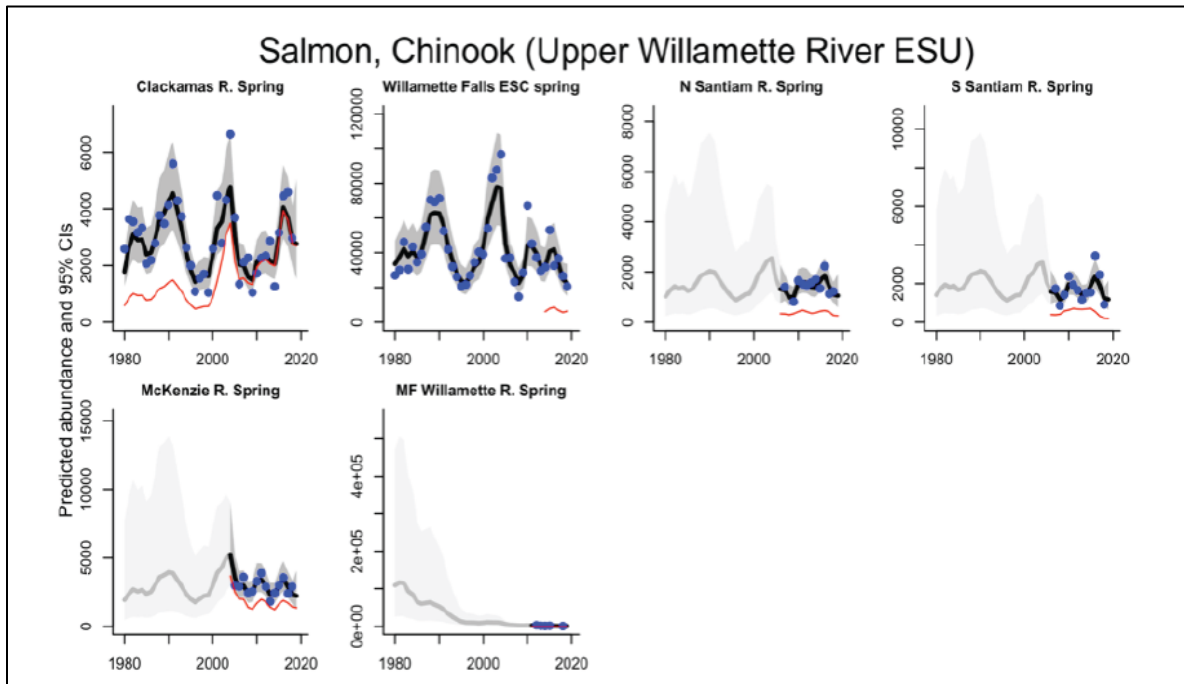 Salmon, Chinook (Upper Willamette River ESU)
Clackamas R. Spring
Willamette Falls ESC spring
N Santiam R. Spring
S Santiam R. Spring
Predicted abundance and 95% CIs
0 2000 4000 6000
1980 2000 2020
0 40000 80000 120000
1980 2000 2020
0 2000 4000 6000 8000
1980 2000 2020
0 2000 6000 10000
1980 2000 2020
McKenzie R. Spring
MF Willamette R. Spring
0 5000 10000 15000
1980 2000 2020
0e+00 2e+05 4e+05
1980 2000 2020